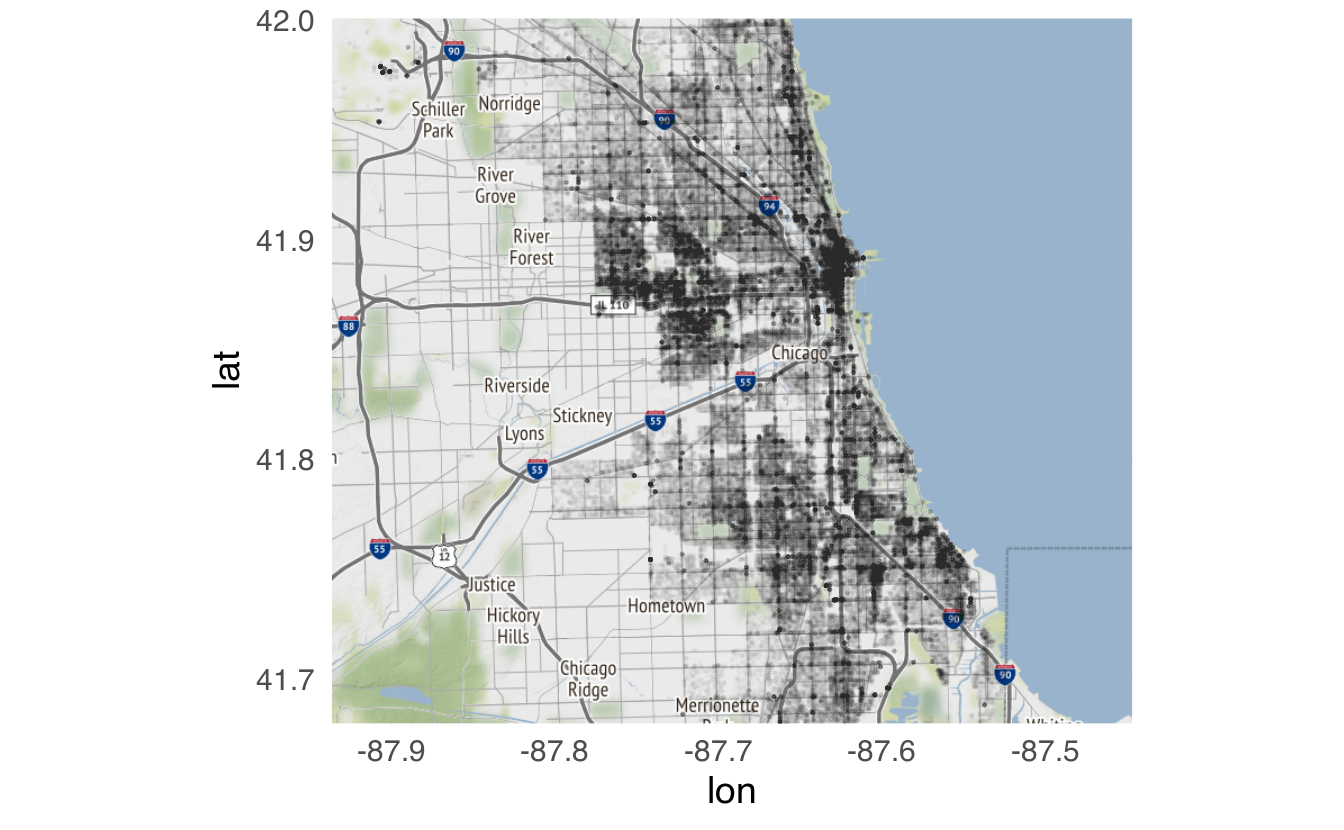 42.0
90
Schiller
Park
Norridge
90
River
Grove
94
41.9
River
Forest
IL 110
88
Chicago
lat
Riverside
55
Stickney
55
Lyons
41.8
n
55
55
US
12
Justice
Hometown
Hickory
Hills
90
Chicago
Ridge
90
41.7
Merrionette
-87.9
-87.8
-87.7
-87.6
-87.5
lon